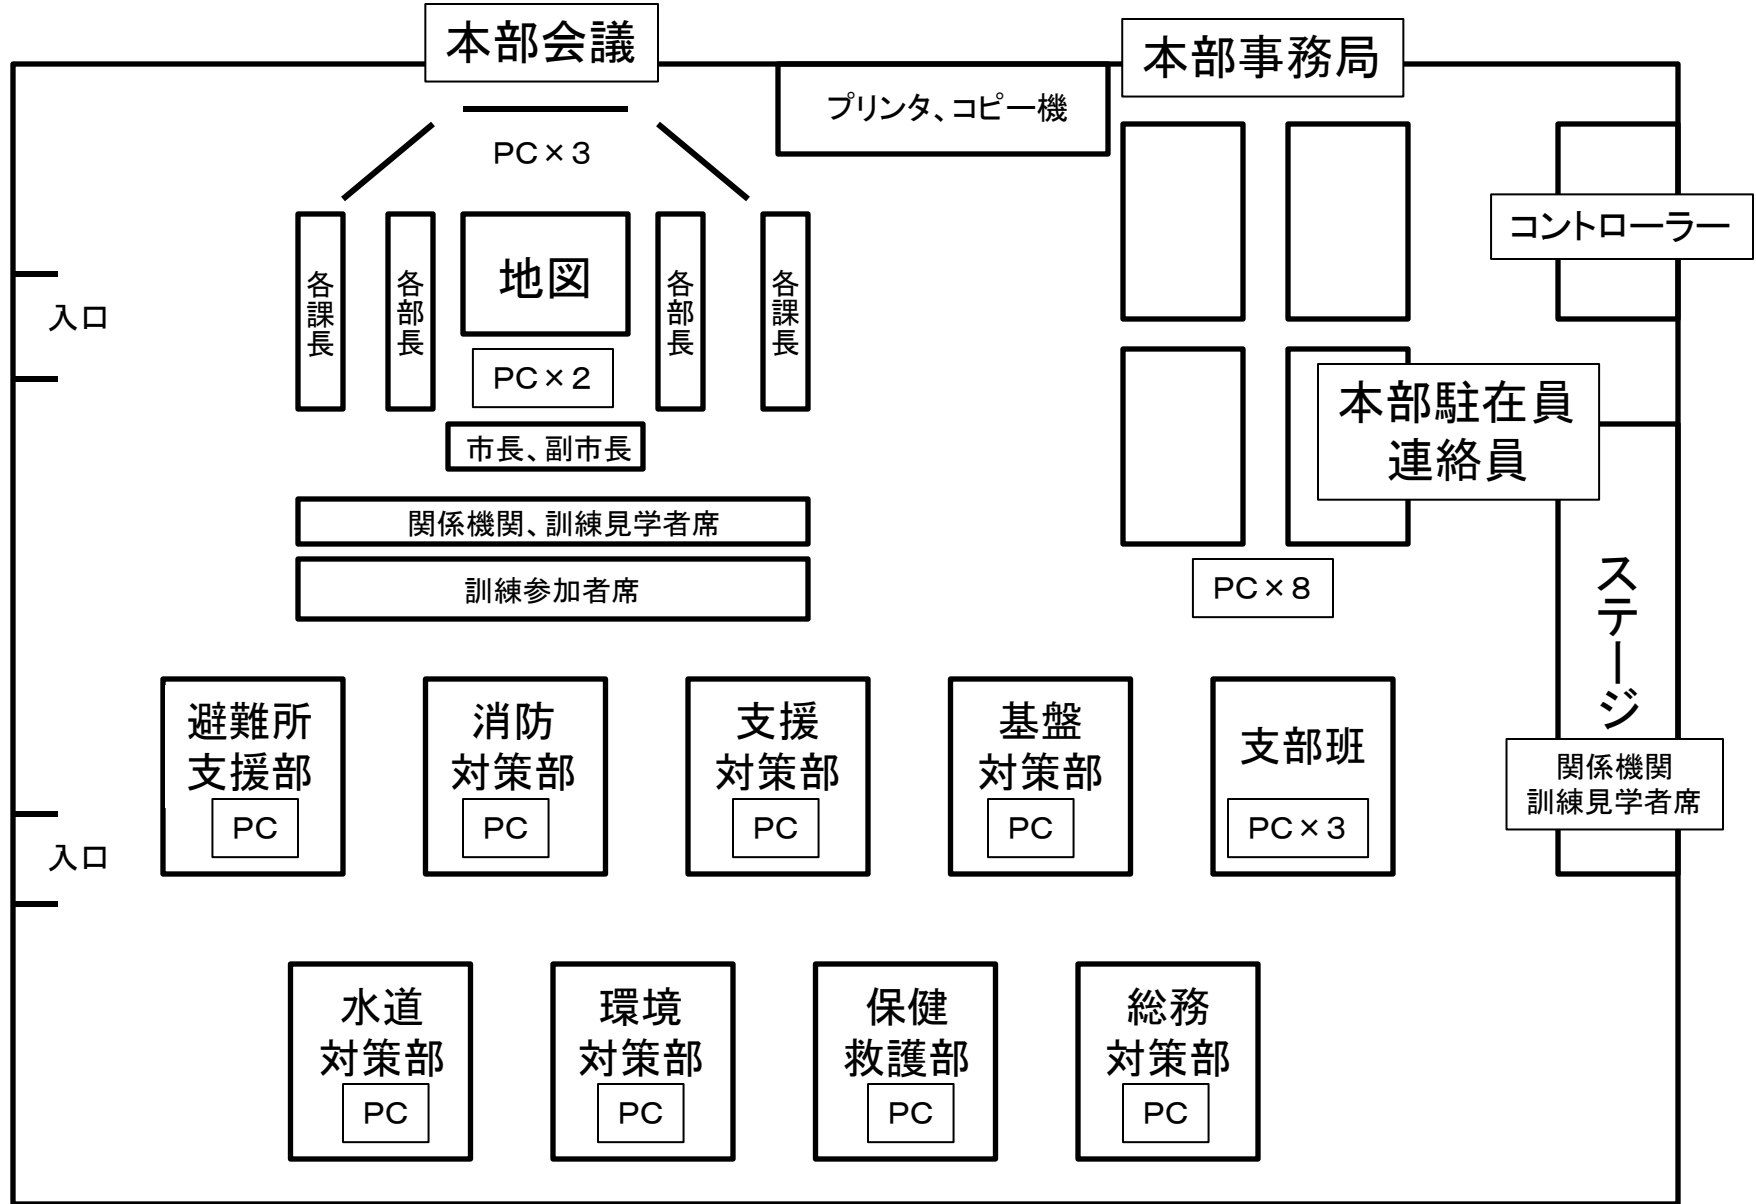 本部会議
本部事務局
プリンタ、コピー機
PC×3
コントローラー
各課長
各部長
地図
各部長
各課長
入口
PC×2
本部駐在員
連絡員
市長、副市長
関係機関、訓練見学者席
訓練参加者席
PC×8
ステージ
避難所
支援部
PC
消防
対策部
PC
支援
対策部
PC
基盤
対策部
PC
支部班
PC×3
関係機関
訓練見学者席
入口
水道
対策部
PC
環境
対策部
PC
保健
救護部
PC
総務
対策部
PC